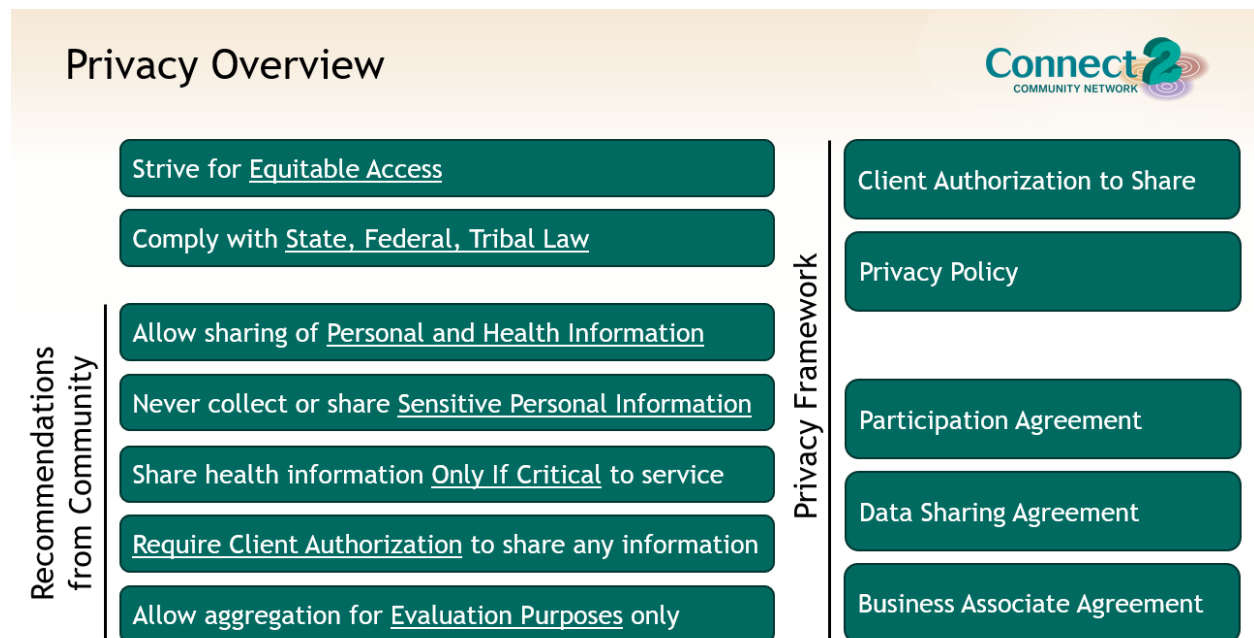 Privacy Overview
Connect2
COMMUNITY NETWORK
Strive for Equitable Access
Comply with State, Federal, Tribal Law
Recommendations
from Community
Allow sharing of Personal and Health Information
Never collect or share Sensitive Personal Information
Share health information Only If Critical to service
Require Client Authorization to share any information
Allow aggregation for Evaluation Purposes only
Privacy Framework
Client Authorization to Share
Privacy Policy
Participation Agreement
Data Sharing Agreement
Business Associate Agreement